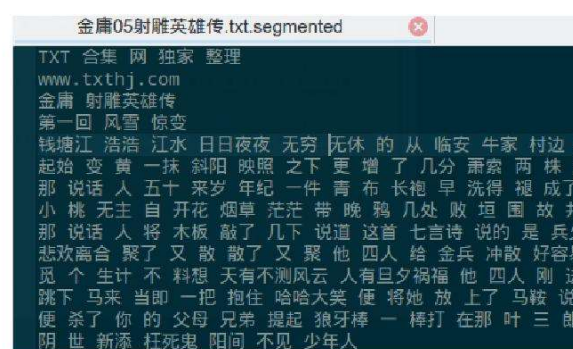 金庸05射雕英雄传.txt.segmented
TXT 合集 网 独家 整理
www.txthj.com
金庸 射雕英雄传
第一回 风雪 惊变
钱塘江 浩浩 江水 日日夜夜 无穷 无休 的 从 临安 牛家 村边
起始 变 黄 一抹 斜阳 映照 之下 更 增 了 几分 萧索 两 株
那 说话 人 五十 来岁 年纪 一件 青 布 长袍 早 洗得 褪 成了
小 桃 无主 自 开花 烟草 茫茫 带 晚 鸦 几处 败 垣 围 故
那 说话 人 将 木板 敲了 几下 说道 这首 七言诗 说的 是
悲欢离合 聚了 又 散 散了 又 聚 他 四人 给 金兵 冲散 好容
觅 个 生计 不 料想 天有不测风云 人有旦夕祸福 他 四人 刚
跳下 马来 当即 一把 抱住 哈哈大笑 便 将她 放 上了 马鞍 说
便 杀了 你 的 父母 兄弟 提起 狼牙棒 一 棒打 在那 叶 三
阴 世 新添 枉死鬼 阳间 不见 少年人